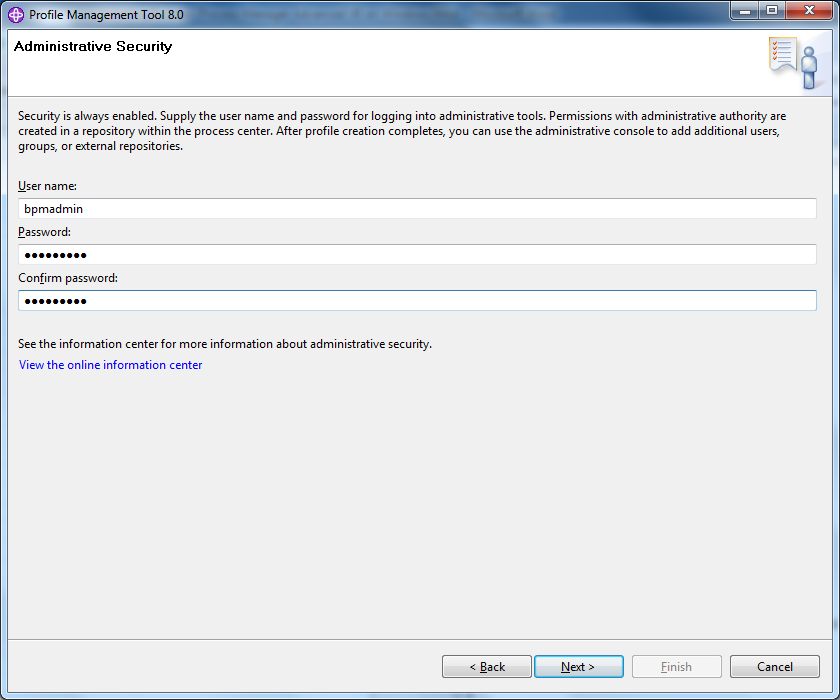 Profile Management Tool 8.0
Administrative Security
Security is always enabled. Supply the user name and password for logging into administrative tools. Permissions with administrative authority are
created in a repository within the process center. After profile creation completes, you can use the administrative console to add additional users,
groups, or external repositories.
User name:
bpmadmin
Password:
●●●●●●●●●
Confirm password:
●●●●●●●●●
See the information center for more information about administrative security.
View the online information center
< Back Next > Finish Cancel